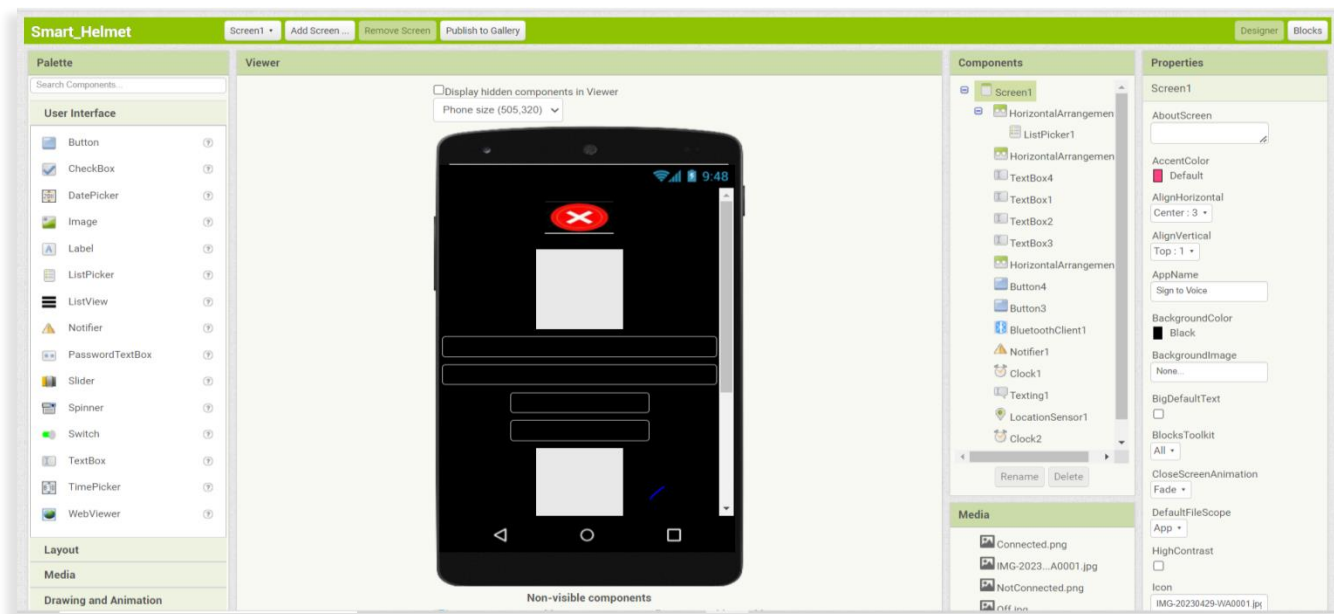 Smart_Helmet
Screen1
Add Screen ...
Remove Screen
Publish to Gallery
Designer
Blocks
Palette
Search Components...
User Interface
Button
CheckBox
DatePicker
Image
Label
ListPicker
ListView
Notifier
PasswordTextBox
Slider
Spinner
Switch
TextBox
TimePicker
WebViewer
Layout
Media
Drawing and Animation
Viewer
Display hidden components in Viewer
Phone size (505,320)
9:48
Non-visible components
Components
Screen1
HorizontalArrangemen
ListPicker1
HorizontalArrangemen
TextBox4
TextBox1
TextBox2
TextBox3
HorizontalArrangemen
Button4
Button3
BluetoothClient1
Notifier1
Clock1
Texting1
LocationSensor1
Clock2
Rename
Delete
Media
Connected.png
IMG-2023...A0001.jpg
NotConnected.png
Properties
Screen1
AboutScreen
AccentColor
Default
AlignHorizontal
Center : 3
AlignVertical
Top : 1
AppName
Sign to Voice
BackgroundColor
Black
BackgroundImage
None...
BigDefaultText
BlocksToolkit
All
CloseScreenAnimation
Fade
DefaultFileScope
App
HighContrast
Icon
IMG-20230429-WA0001.jpg